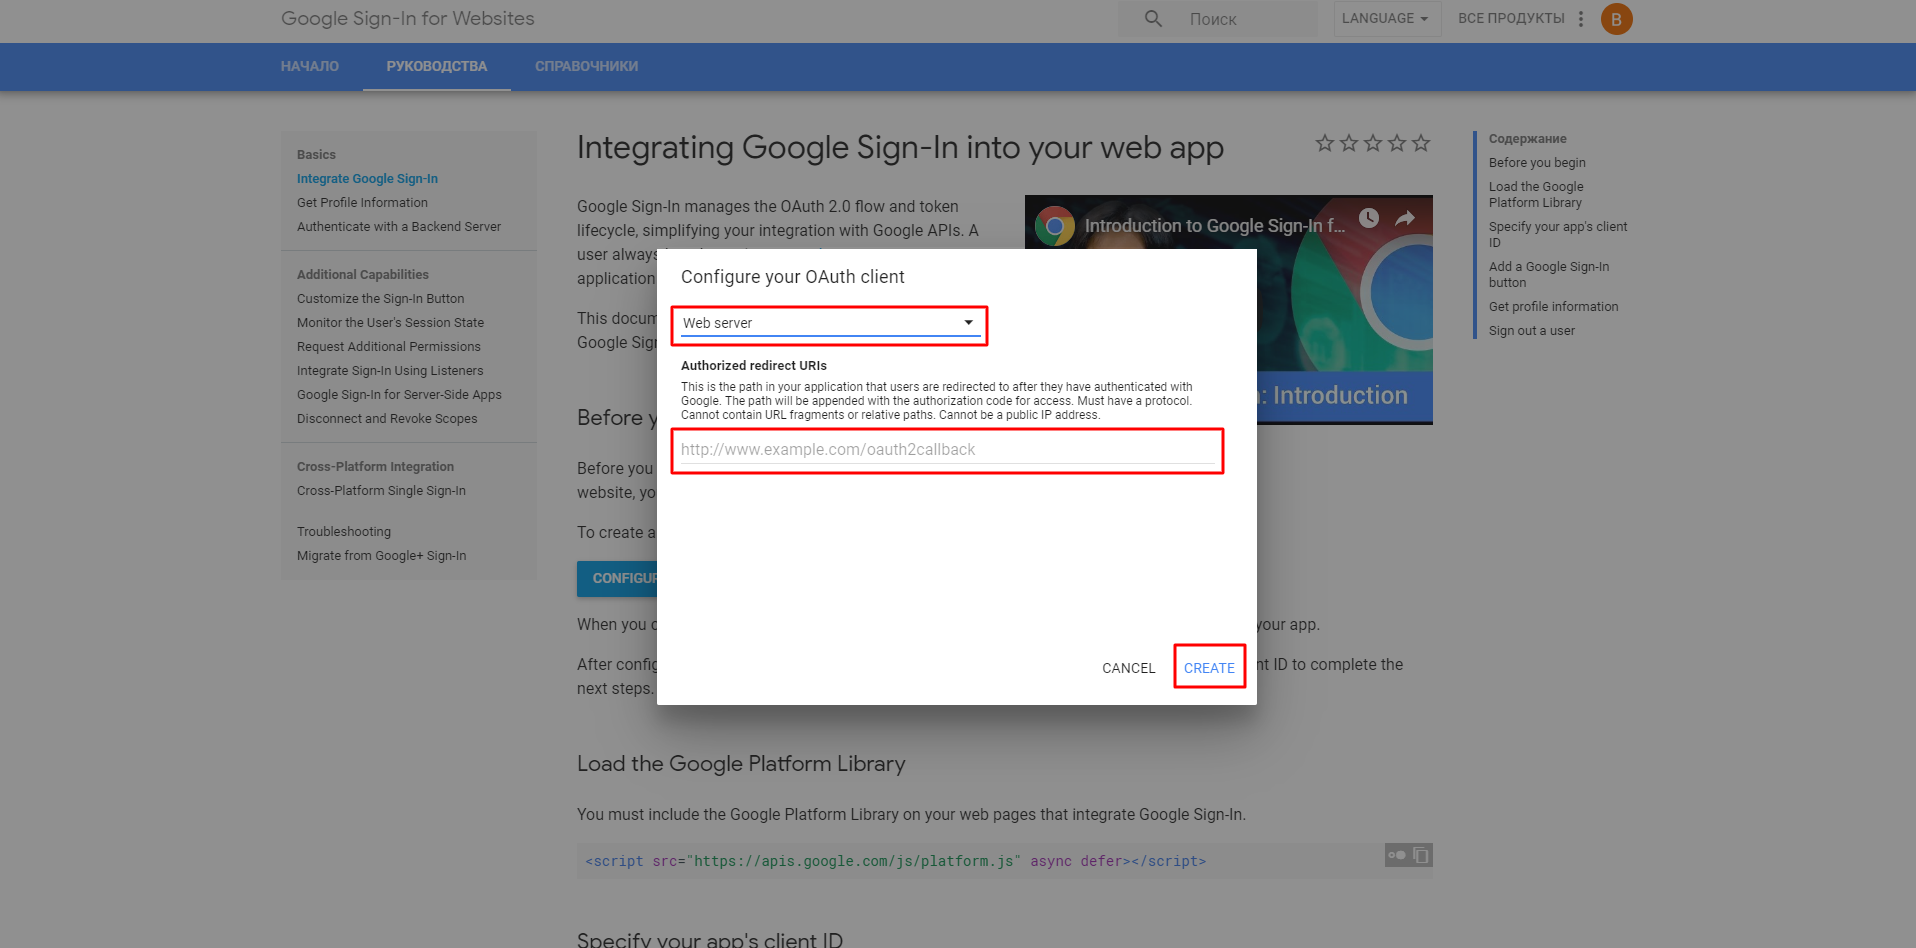 Google Sign-In for Websites
Поиск
LANGUAGE
ВСЕ ПРОДУКТЫ
B
НАЧАЛО
РУКОВОДСТВА
СПРАВОЧНИКИ
Basics
Integrate Google Sign-In
Get Profile Information
Authenticate with a Backend Server
Additional Capabilities
Customize the Sign-In Button
Monitor the User's Session State
Request Additional Permissions
Integrate Sign-In Using Listeners
Google Sign-In for Server-Side Apps
Disconnect and Revoke Scopes
Cross-Platform Integration
Cross-Platform Single Sign-In
Troubleshooting
Migrate from Google+ Sign-In
Integrating Google Sign-In into your web app
Google Sign-In manages the OAuth 2.0 flow and token
lifecycle, simplifying your integration with Google APIs. A
user always
application
This docum
Google Sig
Introduction to Google Sign-In f...
: Introduction
Before y
Before you
website, yo
To create a
CONFIGUR
When you c
your app.
After config
nt ID to complete the
next steps.
Configure your OAuth client
Web server
Authorized redirect URIs
This is the path in your application that users are redirected to after they have authenticated with
Google. The path will be appended with the authorization code for access. Must have a protocol.
Cannot contain URL fragments or relative paths. Cannot be a public IP address.
http://www.example.com/oauth2callback
CANCEL
CREATE
Load the Google Platform Library
You must include the Google Platform Library on your web pages that integrate Google Sign-In.
<script src="https://apis.google.com/js/platform.js" async defer></script>
Specify your app's client ID
Содержание
Before you begin
Load the Google
Platform Library
Specify your app's client
ID
Add a Google Sign-In
button
Get profile information
Sign out a user